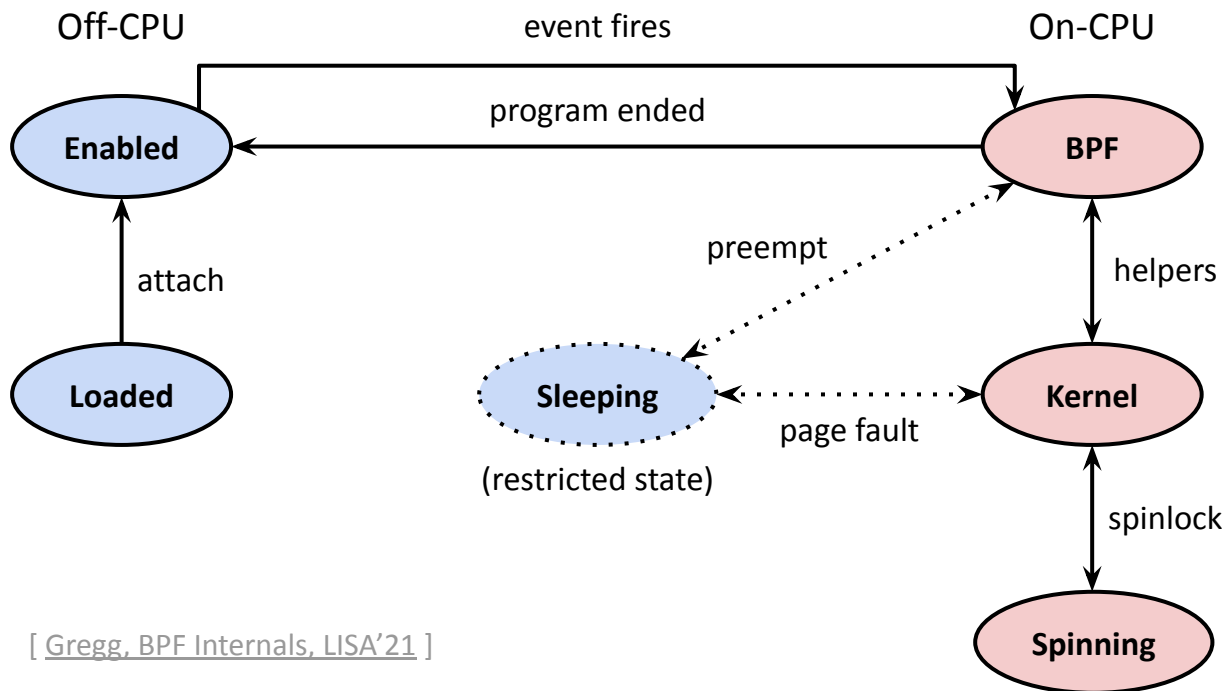 Off-CPU
event fires
On-CPU
program ended
Enabled
BPF
preempt
attach
helpers
Loaded
Sleeping
Kernel
page fault
(restricted state)
spinlock
[ Gregg, BPF Internals, LISA’21 ]
Spinning